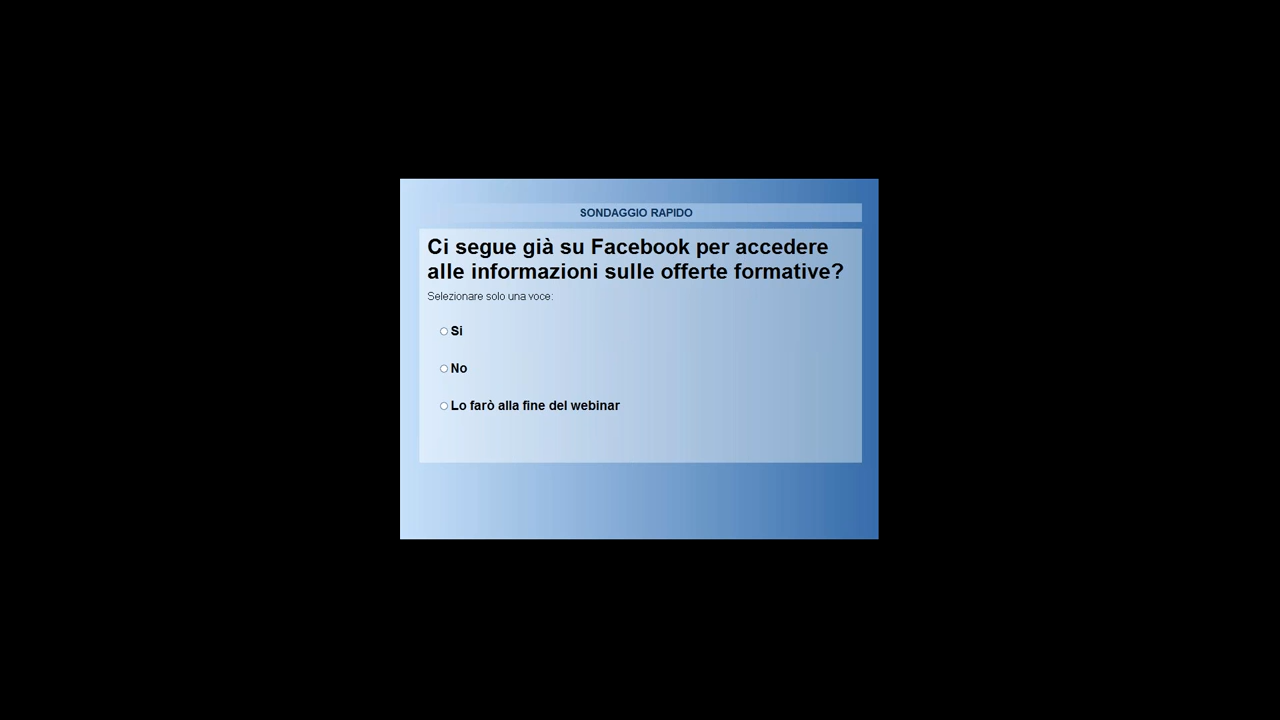 SONDAGGIO RAPIDO
Ci segue già su Facebook per accedere
alle informazioni sulle offerte formative?
Selezionare solo una voce:
Si
No
Lo farò alla fine del webinar